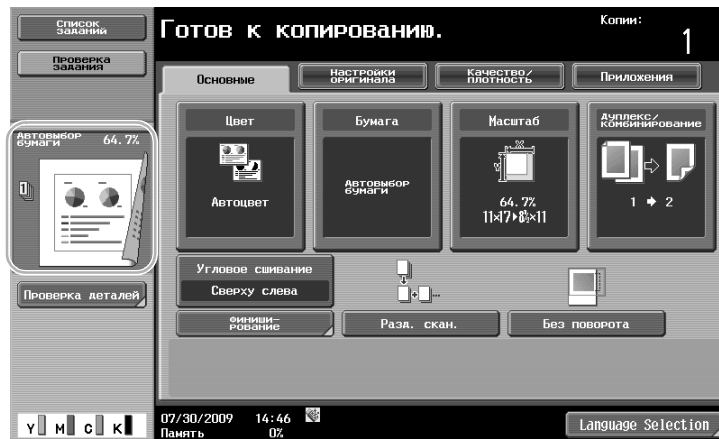 Список
заданий
Готов к копированию.
Копии:
1
Проверка
задания
Основные
Настройки
оригинала
Качество/
плотность
Приложения
Автовыбор
бумаги
64.7%
1
Цвет
Автоцвет
Бумага
Автовыбор
бумаги
Масштаб
64.7%
11×17▸8½×11
Дуплекс/
комбинирование
1 ➔ 2
Проверка деталей
Угловое сшивание
Сверху слева
Финиши-
рование
Разд. скан.
Без поворота
Y M C K
07/30/2009 14:46
Память 0%
Language Selection